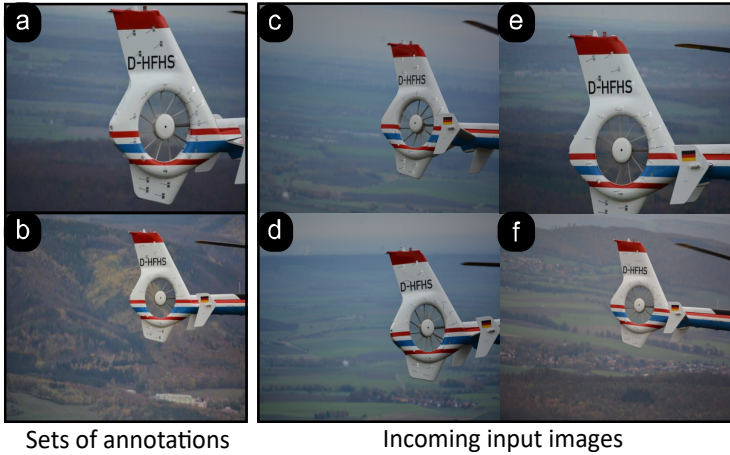 a
D-HFHS
b
D-HFHS
c
D-HFHS
d
D-HFHS
e
D-HFHS
f
D-HFHS
Sets of annotations
Incoming input images